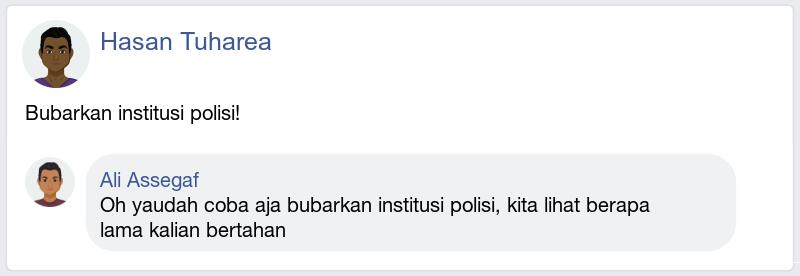 Hasan Tuharea
Bubarkan institusi polisi!
Ali Assegaf
Oh yaudah coba aja bubarkan institusi polisi, kita lihat berapa
lama kalian bertahan